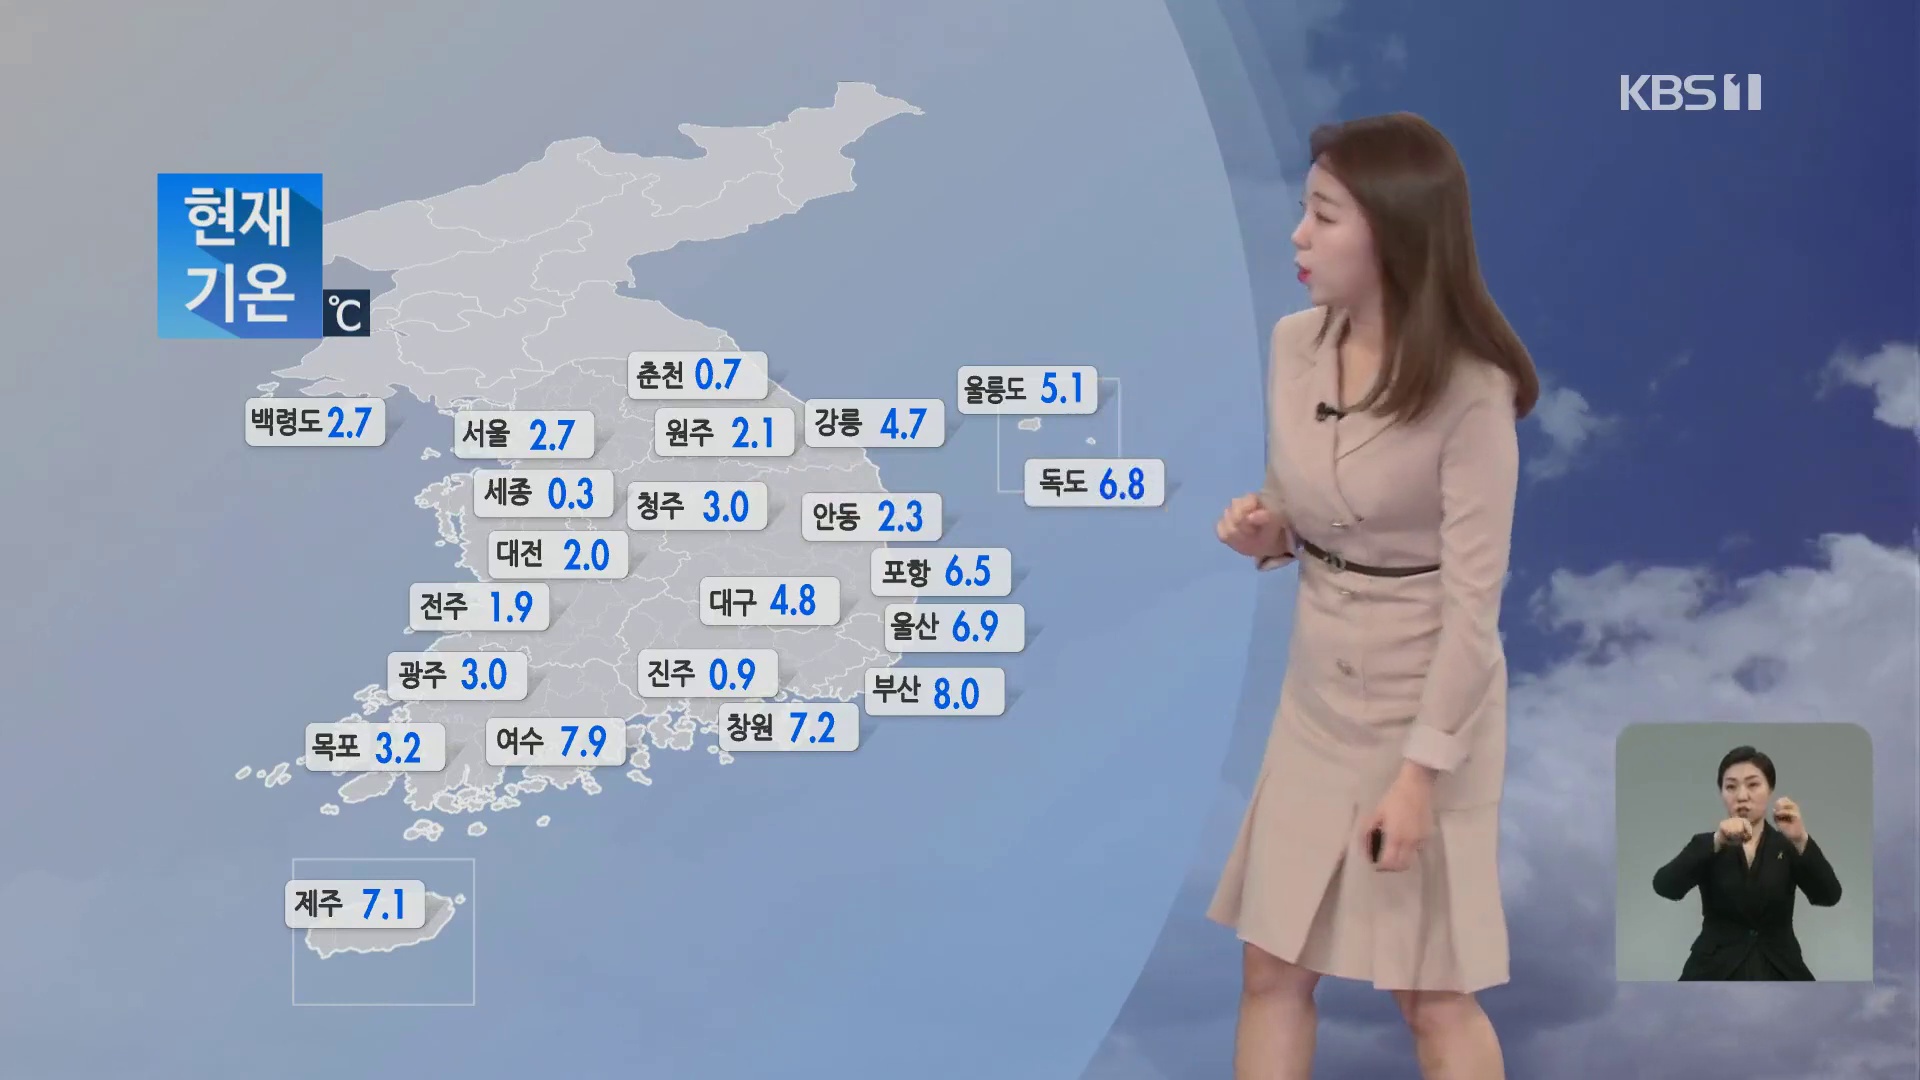 KBS 1
현재
기온
℃
춘천 0.7
울릉도 5.1
백령도 2.7
서울 2.7
원주 2.1
강릉 4.7
독도 6.8
세종 0.3
청주 3.0
안동 2.3
대전 2.0
포항 6.5
전주 1.9
대구 4.8
울산 6.9
광주 3.0
진주 0.9
부산 8.0
목포 3.2
여수 7.9
창원 7.2
제주 7.1